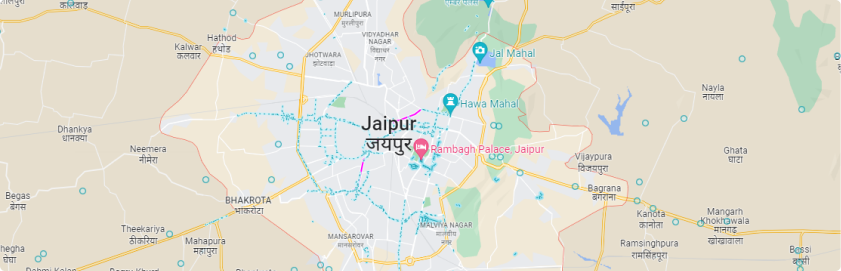 कालवाड़
साईपूरा
MURLIPURA
मुरलीपुरा
Hathod
हथोड
VIDYADHAR
NAGAR
विद्याधर
नगर
Kalwar
कालवार
JHOTWARA
झोटवाड़ा
Jal Mahal
Nayla
नायला
Hawa Mahal
Dhankya
धानक्या
Jaipur
जयपुर
Rambagh Palace, Jaipur
Neemera
नीमेरा
Ghata
घाटा
Vijaypura
विजयपुरा
Bagrana
बगराना
Begas
बेगस
BHAKROTA
भांकरोटा
Kanota
कानोता
Mangarh
Khokhawala
मानगढ़
खोखावाला
Theekariya
ठीकरिया
Mahapura
महापुरा
MALVIYA NAGAR
मालवीय
नगर
MANSAROVAR
मानसरोवर
Ramsinghpura
रामसिंहपुरा
Bassi
बस्सी
घेघा